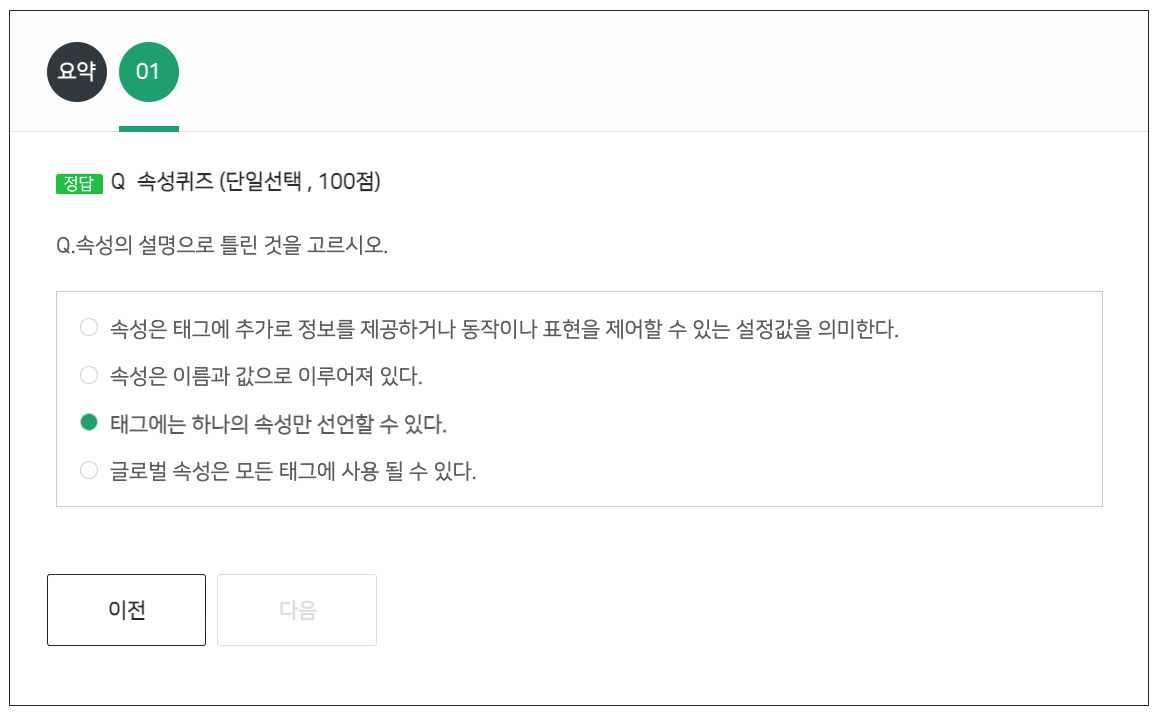 요약 01
정답 Q 속성퀴즈 (단일선택 , 100점)
Q.속성의 설명으로 틀린 것을 고르시오.
속성은 태그에 추가로 정보를 제공하거나 동작이나 표현을 제어할 수 있는 설정값을 의미한다.
속성은 이름과 값으로 이루어져 있다.
태그에는 하나의 속성만 선언할 수 있다.
글로벌 속성은 모든 태그에 사용 될 수 있다.
이전 다음